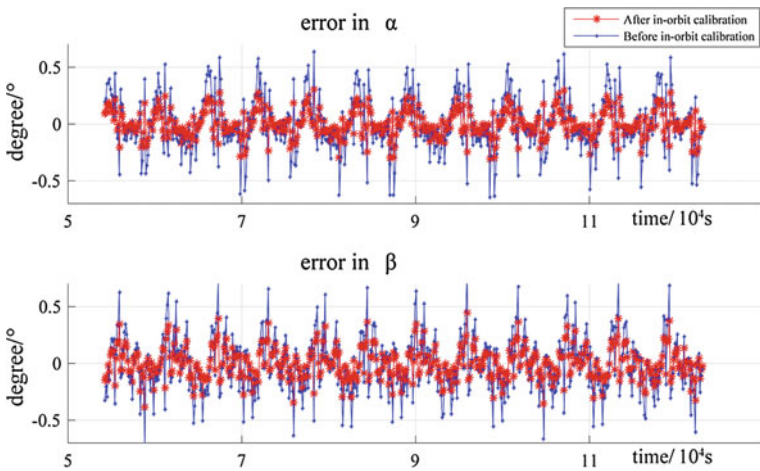 error in α
After in-orbit calibration
Before in-orbit calibration
degree/°
0.5
0
-0.5
5
7
9
11
time/ 10⁴s
error in β
degree/°
0.5
0
-0.5
5
7
9
11
time/ 10⁴s